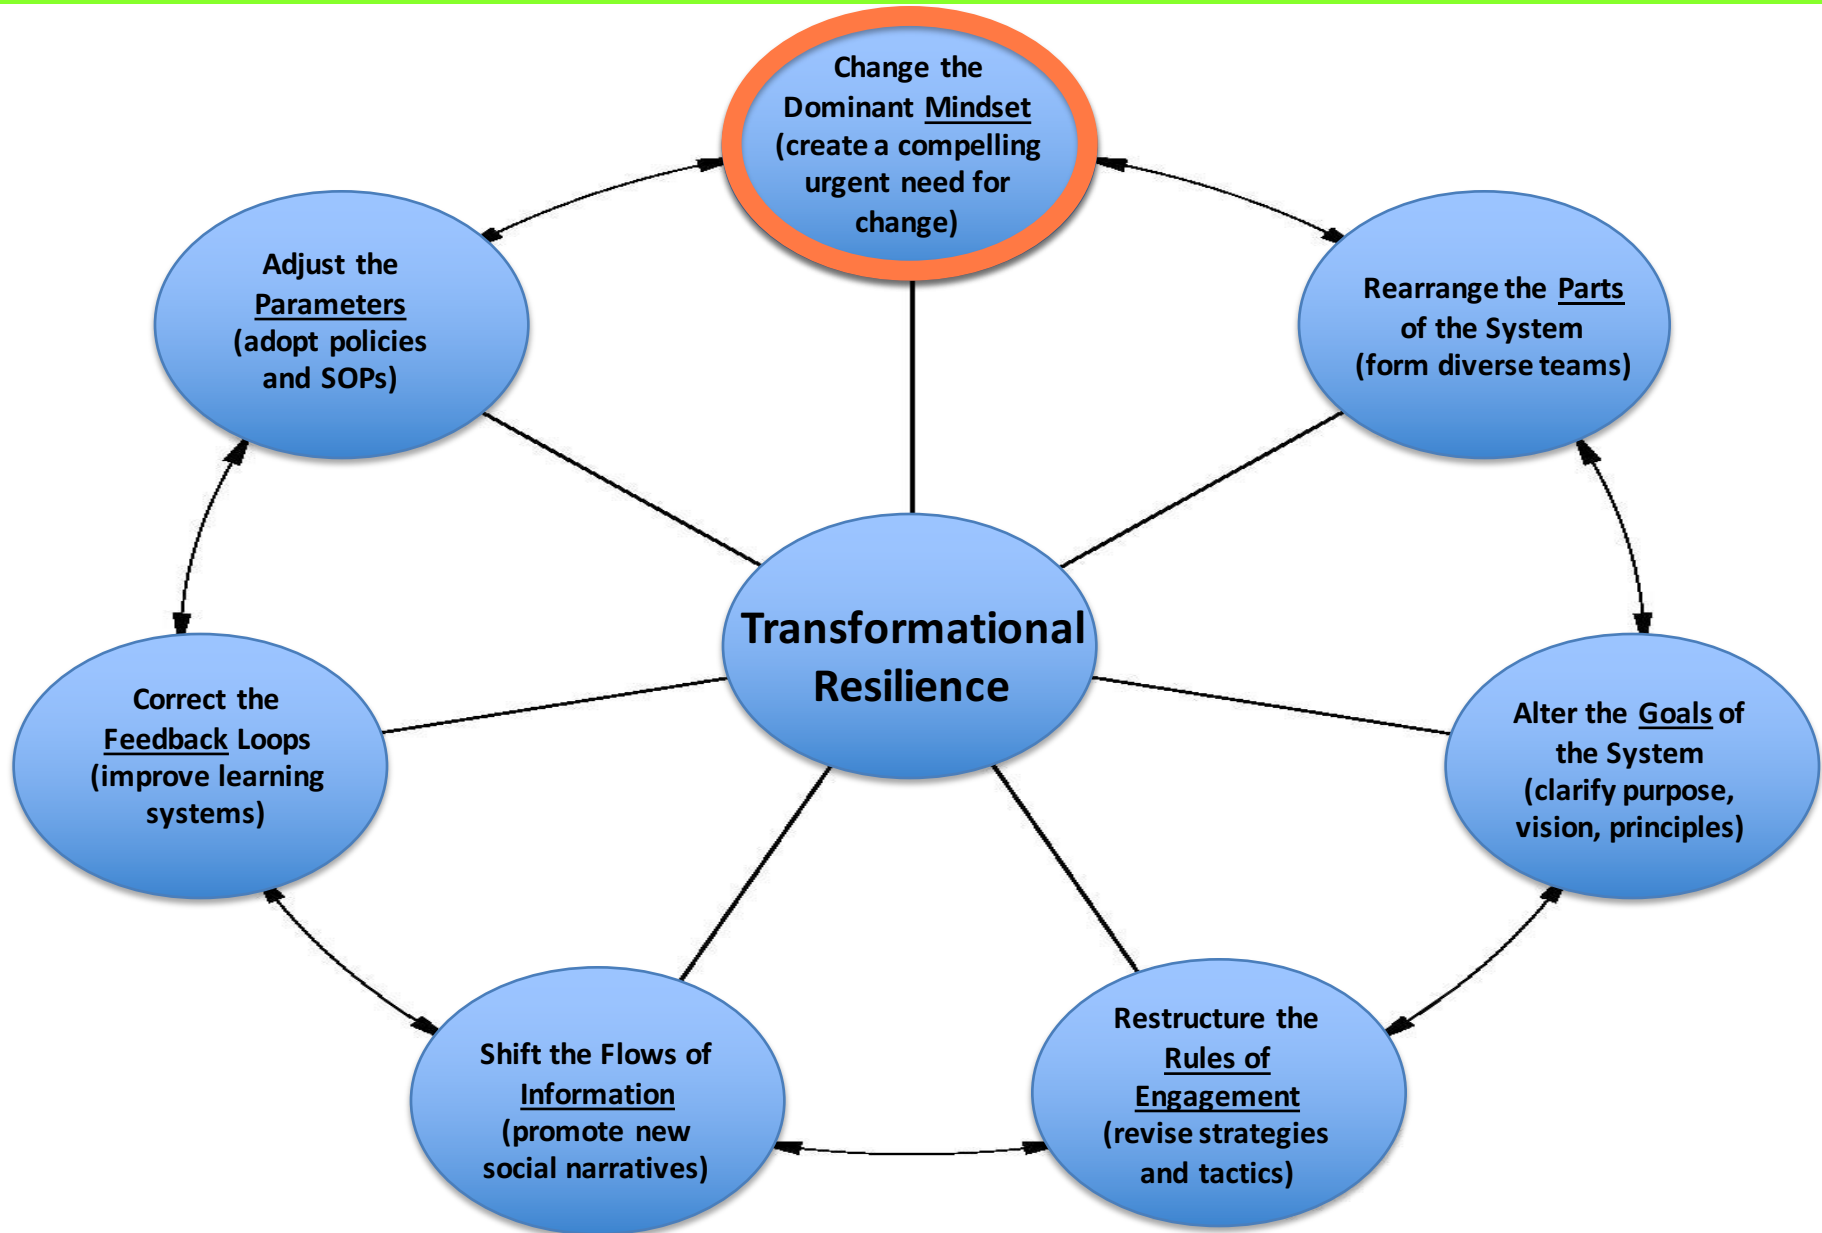 Change the
Dominant Mindset
(create a compelling
urgent need for
change)
Rearrange the Parts
of the System
(form diverse teams)
Alter the Goals of
the System
(clarify purpose,
vision, principles)
Restructure the
Rules of
Engagement
(revise strategies
and tactics)
Shift the Flows of
Information
(promote new
social narratives)
Correct the
Feedback Loops
(improve learning
systems)
Adjust the
Parameters
(adopt policies
and SOPs)
Transformational
Resilience